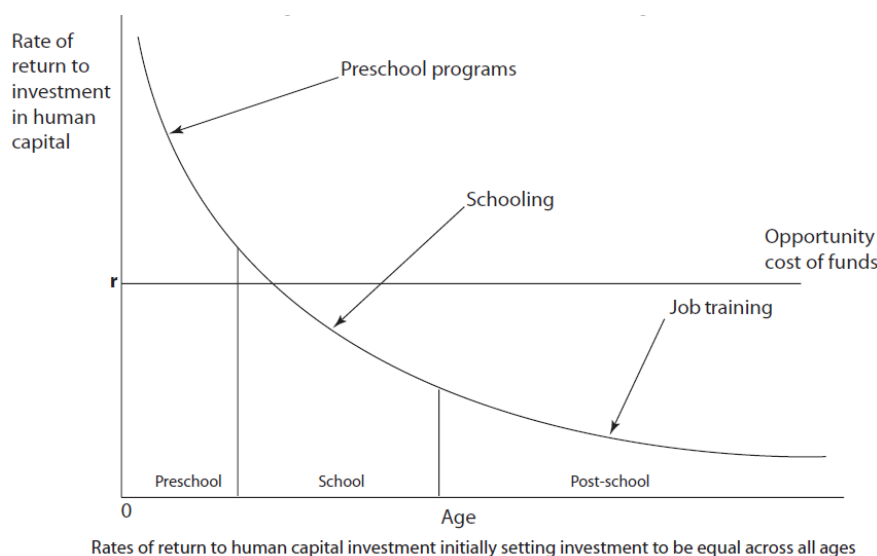 Rate of
return to
investment
in human
capital
Preschool programs
Schooling
Opportunity
cost of funds
r
Job training
Preschool
School
Post-school
0
Age
Rates of return to human capital investment initially setting investment to be equal across all ages